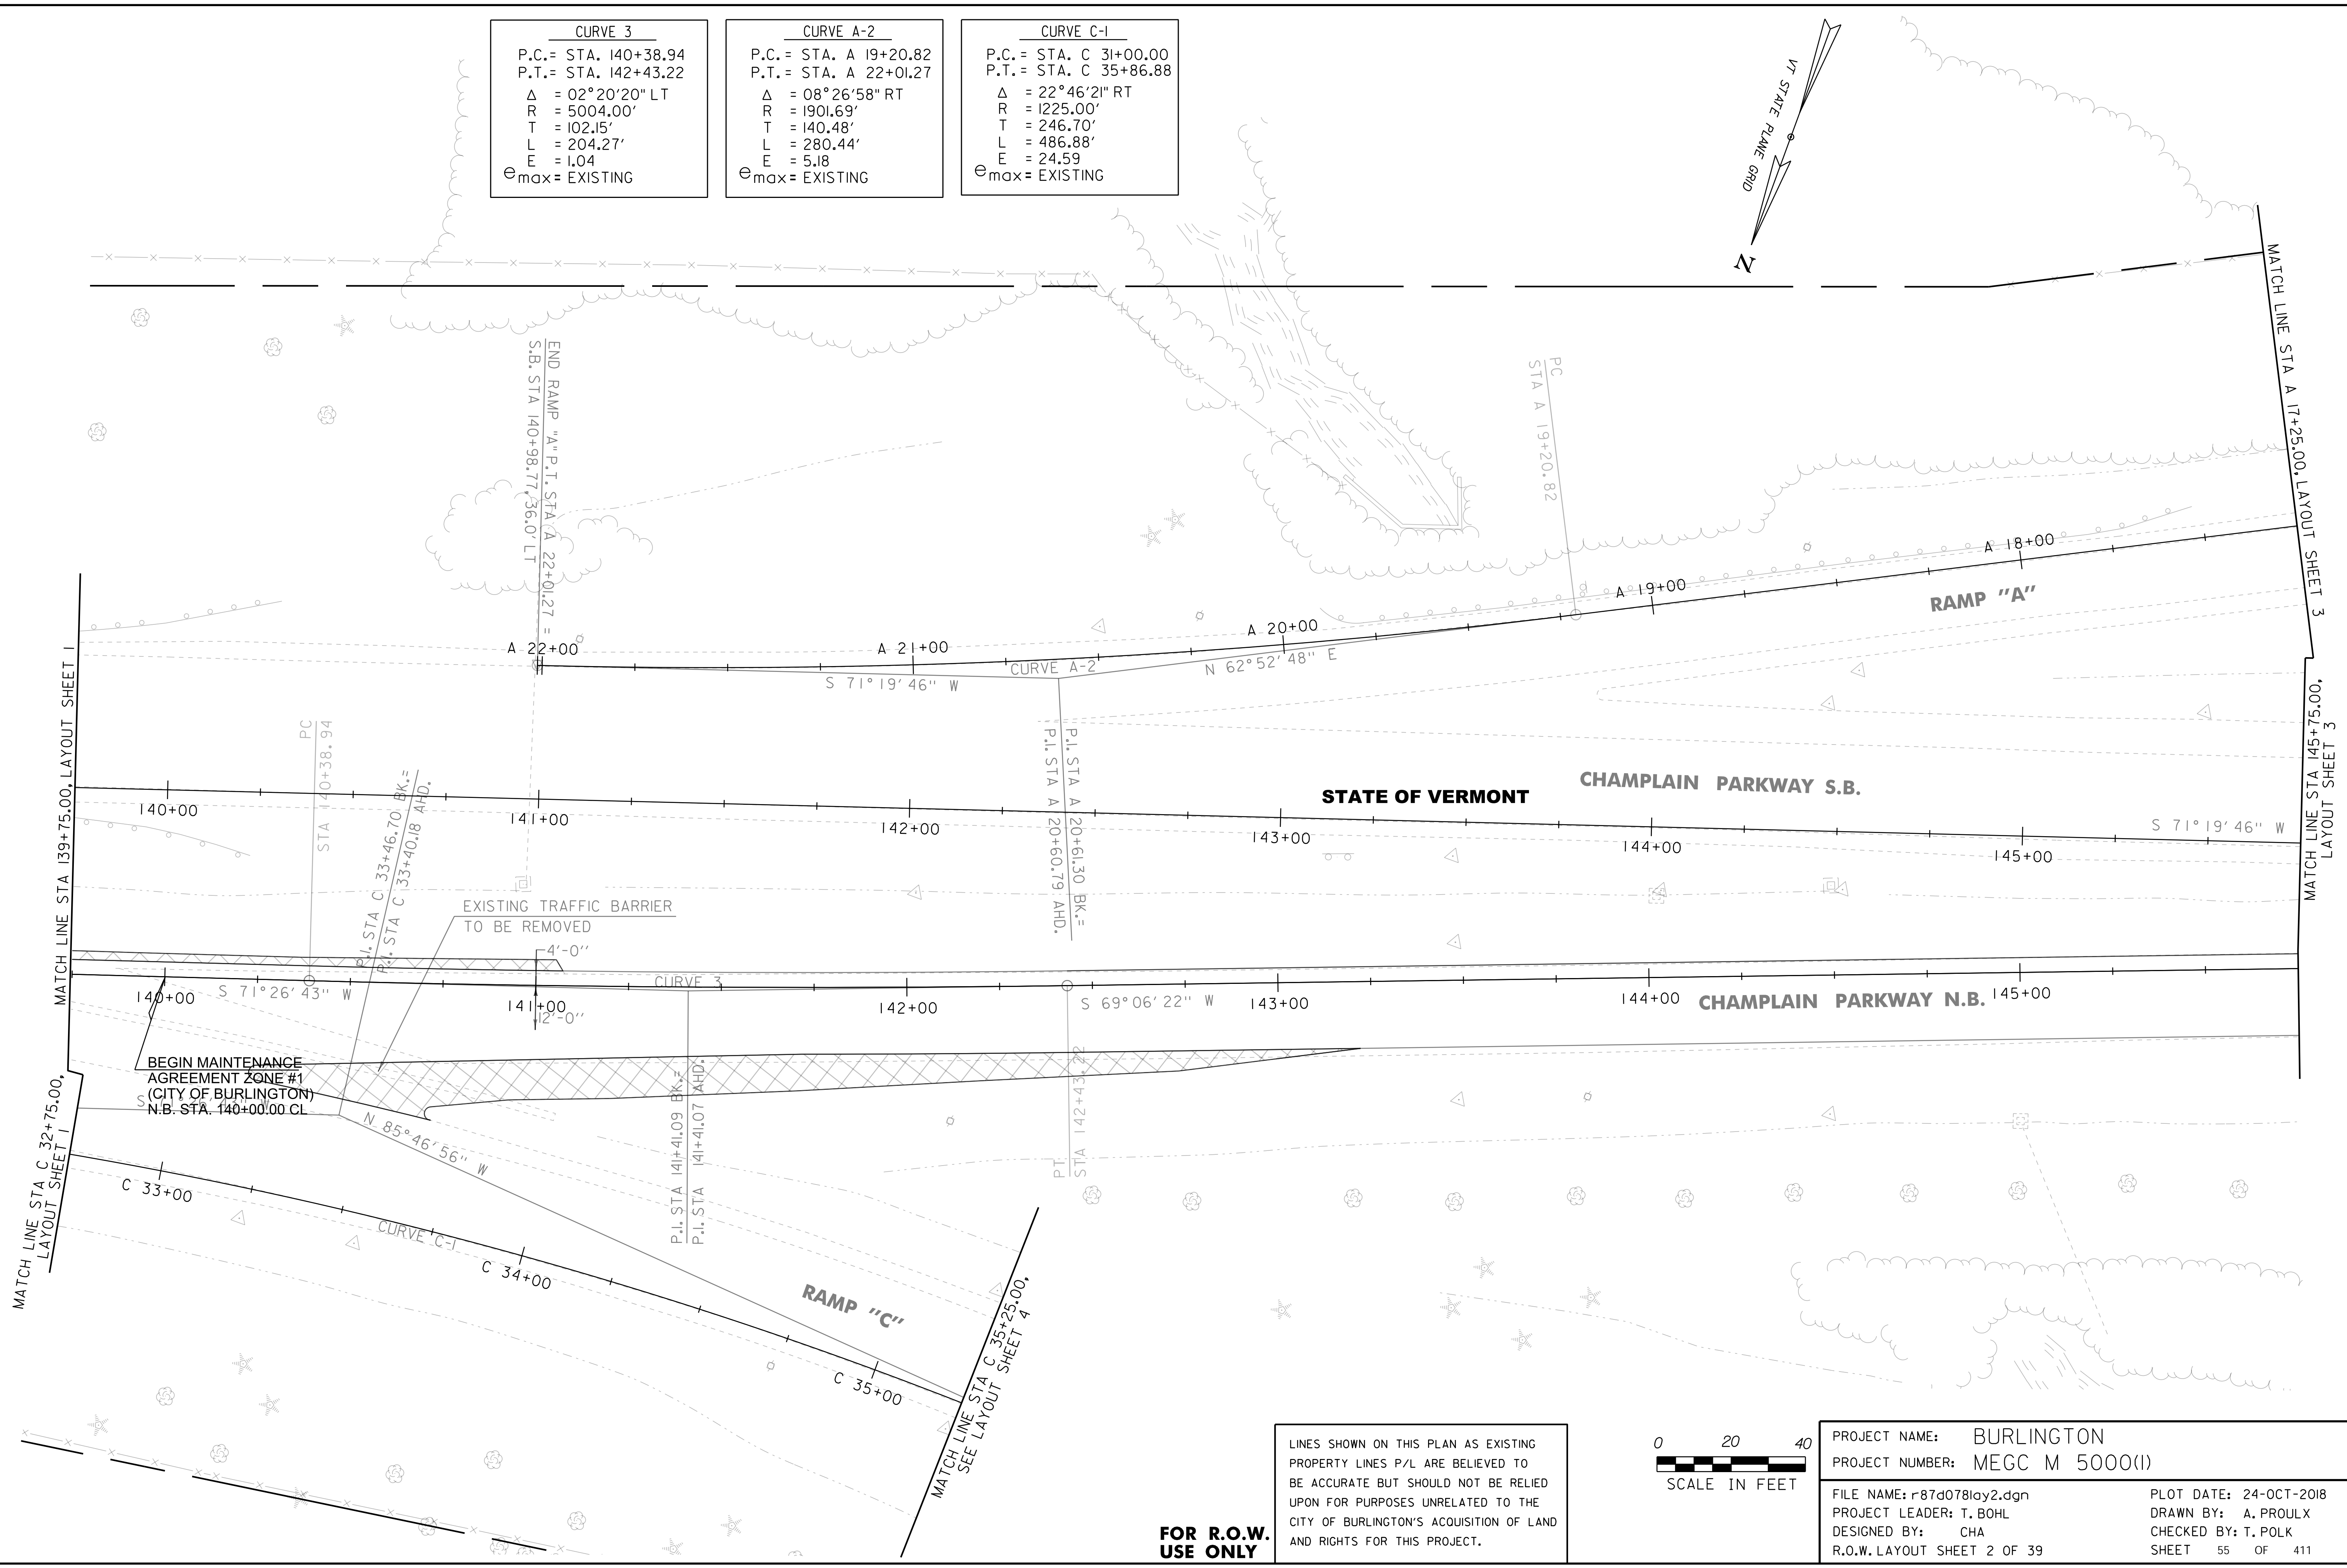 CURVE 3
P.C.= STA. 140+38.94
P.T.= STA. 142+43.22
Δ = 02°20'20" LT
R = 5004.00'
T = 102.15'
L = 204.27'
E = 1.04
e max= EXISTING
CURVE A-2
P.C.= STA. A 19+20.82
P.T.= STA. A 22+01.27
Δ = 08°26'58" RT
R = 1901.69'
T = 140.48'
L = 280.44'
E = 5.18
e max= EXISTING
CURVE C-1
P.C.= STA. C 31+00.00
P.T.= STA. C 35+86.88
Δ = 22°46'21" RT
R = 1225.00'
T = 246.70'
L = 486.88'
E = 24.59
e max= EXISTING
VT STATE PLANE GRID
N
MATCH LINE STA A 17+25.00, LAYOUT SHEET 3
END RAMP "A" P.T. STA A 22+01.27 =
S.B. STA 140+98.77, 36.0' LT
PC
STA A 19+20.82
A 18+00
A 19+00
RAMP "A"
A 20+00
A 21+00
A 22+00
CURVE A-2
S 71°19'46" W
N 62°52'48" E
MATCH LINE STA 139+75.00, LAYOUT SHEET 1
PC
STA 140+38.94
P.I. STA C 33+46.70 BK.=
P.I. STA C 33+40.18 AHD.
P.I. STA A 20+61.30 BK.=
P.I. STA A 20+60.79 AHD.
STATE OF VERMONT
CHAMPLAIN PARKWAY S.B.
140+00
141+00
142+00
143+00
144+00
145+00
S 71°19'46" W
MATCH LINE STA 145+75.00,
LAYOUT SHEET 3
EXISTING TRAFFIC BARRIER
TO BE REMOVED
4'-0"
CURVE 3
140+00
S 71°26'43" W
141+00
12'-0"
142+00
S 69°06'22" W
143+00
144+00
CHAMPLAIN PARKWAY N.B.
145+00
BEGIN MAINTENANCE
AGREEMENT ZONE #1
(CITY OF BURLINGTON)
N.B. STA. 140+00.00 CL
S 71°26'43" W
N 85°46'56" W
P.I. STA 141+41.09 BK.=
P.I. STA 141+41.07 AHD.
PT
STA 142+43.22
MATCH LINE STA C 32+75.00,
LAYOUT SHEET 1
C 33+00
CURVE C-1
C 34+00
RAMP "C"
C 35+00
MATCH LINE STA C 35+25.00,
SEE LAYOUT SHEET 4
FOR R.O.W.
USE ONLY
LINES SHOWN ON THIS PLAN AS EXISTING
PROPERTY LINES P/L ARE BELIEVED TO
BE ACCURATE BUT SHOULD NOT BE RELIED
UPON FOR PURPOSES UNRELATED TO THE
CITY OF BURLINGTON'S ACQUISITION OF LAND
AND RIGHTS FOR THIS PROJECT.
0 20 40
SCALE IN FEET
PROJECT NAME: BURLINGTON
PROJECT NUMBER: MEGC M 5000(1)
FILE NAME: r87d078lay2.dgn
PROJECT LEADER: T. BOHL
DESIGNED BY: CHA
R.O.W. LAYOUT SHEET 2 OF 39
PLOT DATE: 24-OCT-2018
DRAWN BY: A. PROULX
CHECKED BY: T. POLK
SHEET 55 OF 411